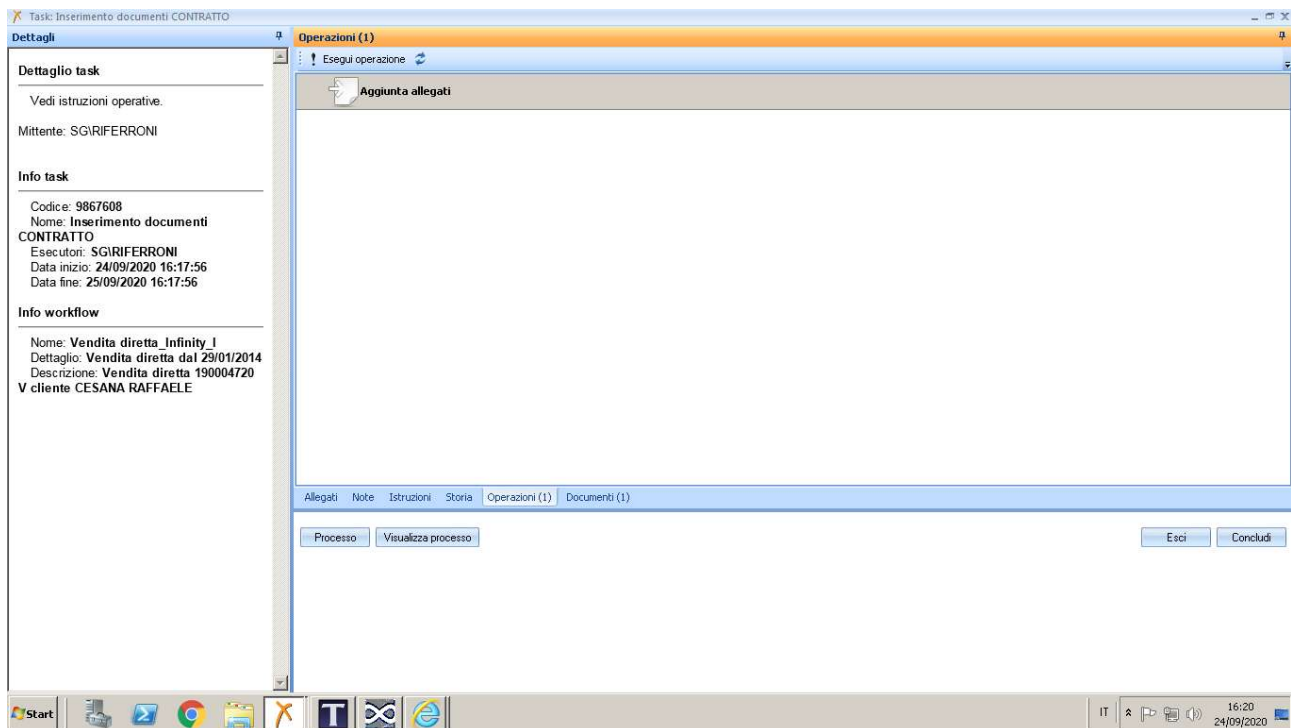 Task: Inserimento documenti CONTRATTO
Dettagli
Dettaglio task
Vedi istruzioni operative.
Mittente: SG\RIFERRONI
Info task
Codice: 9867608
Nome: Inserimento documenti
CONTRATTO
Esecutori: SG\RIFERRONI
Data inizio: 24/09/2020 16:17:56
Data fine: 25/09/2020 16:17:56
Info workflow
Nome: Vendita diretta_Infinity_I
Dettaglio: Vendita diretta dal 29/01/2014
Descrizione: Vendita diretta 190004720
V cliente CESANA RAFFAELE
Operazioni (1)
! Esegui operazione
Aggiunta allegati
Allegati Note Istruzioni Storia Operazioni (1) Documenti (1)
Processo Visualizza processo Esci Concludi
Start T IT 16:20
24/09/2020